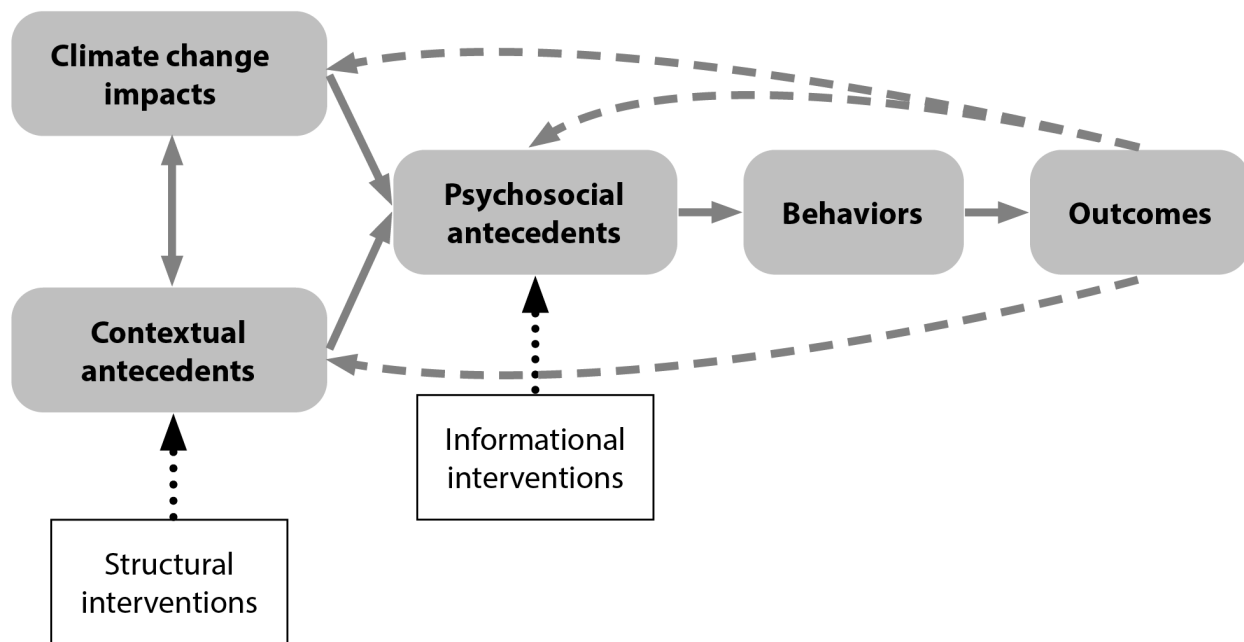 Climate change
impacts
Psychosocial
antecedents
Behaviors
Outcomes
Contextual
antecedents
Informational
interventions
Structural
interventions